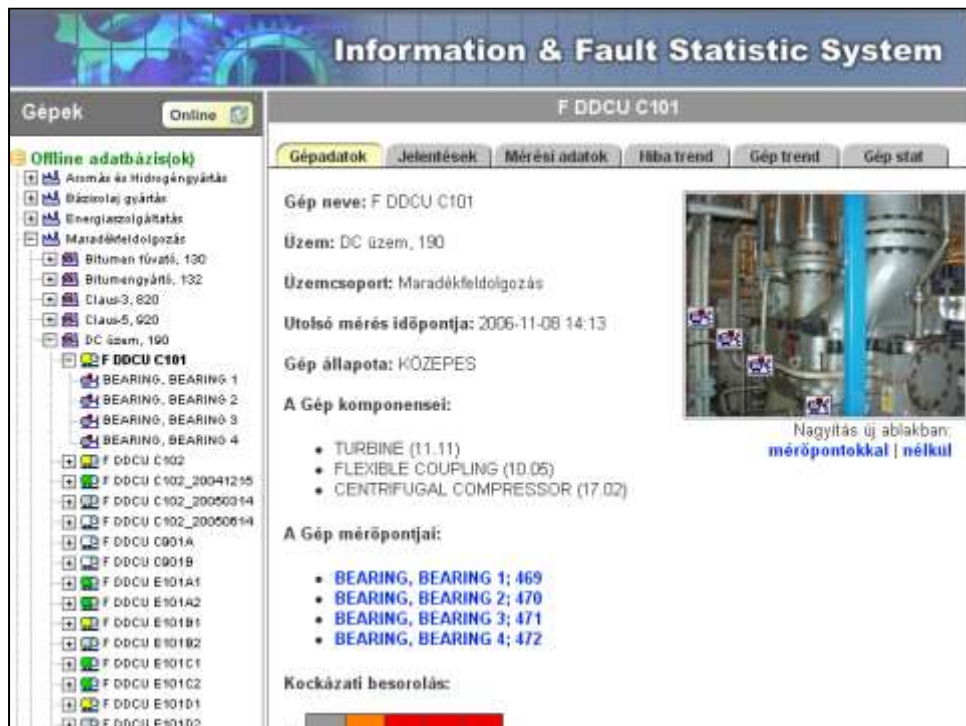 Information & Fault Statistic System
Gépek
Online
F DDCU C101
Offline adatbázis(ok)
Aromás és Hidrogéngyártás
Bázisolaj gyártás
Energiaszolgáltatás
Maradékfeldolgozás
Bitumen fúvató, 130
Bitumengyártó, 132
Claus-3, 820
Claus-5, 920
DC üzem, 190
F DDCU C101
BEARING, BEARING 1
BEARING, BEARING 2
BEARING, BEARING 3
BEARING, BEARING 4
F DDCU C102
F DDCU C102_20041215
F DDCU C102_20050314
F DDCU C102_20050614
F DDCU C901A
F DDCU C901B
F DDCU E101A1
F DDCU E101A2
F DDCU E101B1
F DDCU E101B2
F DDCU E101C1
F DDCU E101C2
F DDCU E101D1
F DDCU E101D2
Gépadatok Jelentések Mérési adatok Hiba trend Gép trend Gép stat
Gép neve: F DDCU C101
Üzem: DC üzem, 190
Üzemcsoport: Maradékfeldolgozás
Utolsó mérés időpontja: 2006-11-08 14:13
Gép állapota: KÖZEPES
A Gép komponensei:
TURBINE (11.11)
FLEXIBLE COUPLING (10.05)
CENTRIFUGAL COMPRESSOR (17.02)
A Gép mérőpontjai:
BEARING, BEARING 1; 469
BEARING, BEARING 2; 470
BEARING, BEARING 3; 471
BEARING, BEARING 4; 472
Kockázati besorolás:
Nagyítás új ablakban:
mérőpontokkal | nélkül